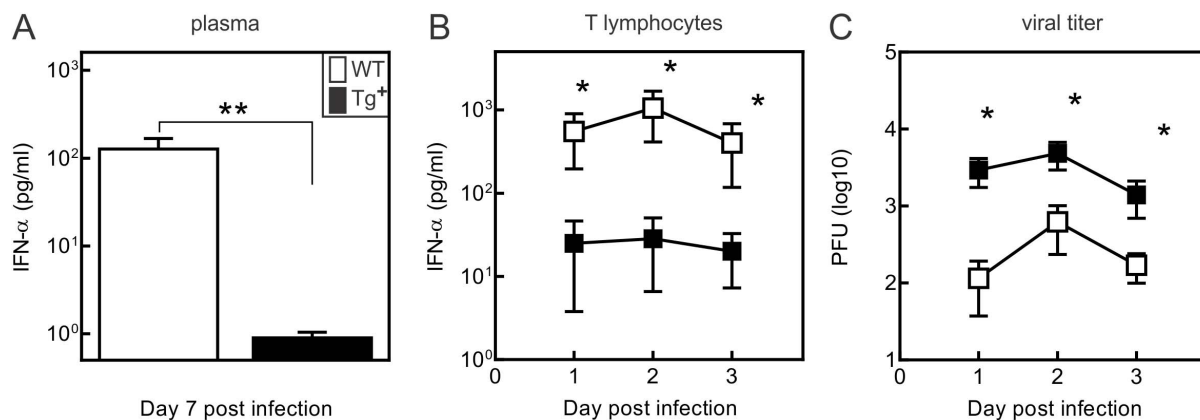 A
plasma
10³
10²
10¹
10⁰
IFN-α (pg/ml)
WT
Tg⁺
**
Day 7 post infection
B
T lymphocytes
10³
10²
10¹
10⁰
IFN-α (pg/ml)
*
*
*
0
1
2
3
Day post infection
C
viral titer
5
4
3
2
1
PFU (log10)
*
*
*
0
1
2
3
Day post infection